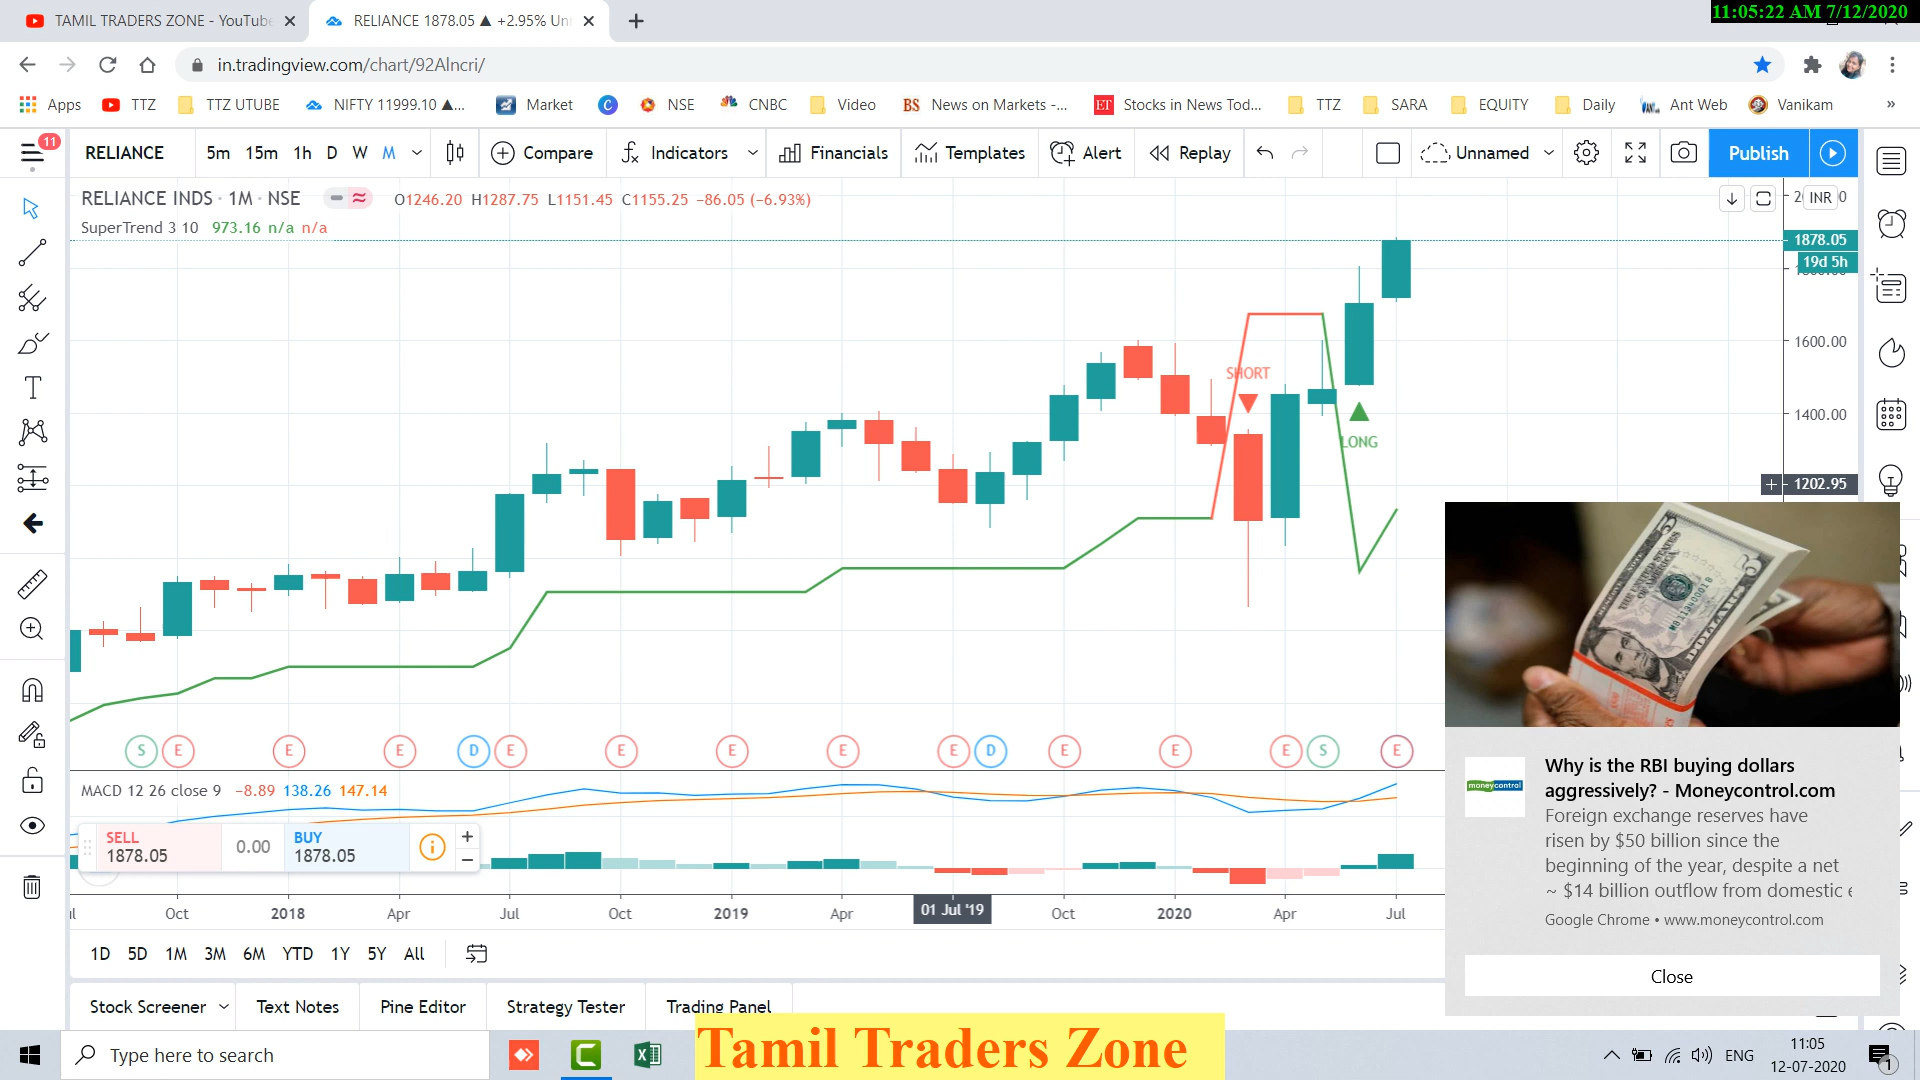 11:05:22 AM 7/12/2020
TAMIL TRADERS ZONE - YouTube
RELIANCE 1878.05 ▲ +2.95% Un
in.tradingview.com/chart/92Alncri/
Apps TTZ TTZ UTUBE NIFTY 11999.10 ▲... Market NSE CNBC Video BS News on Markets -... ET Stocks in News Tod... TTZ SARA EQUITY Daily Ant Web Vanikam »
11 RELIANCE 5m 15m 1h D W M Compare Indicators Financials Templates Alert Replay Unnamed Publish
RELIANCE INDS · 1M · NSE O1246.20 H1287.75 L1151.45 C1155.25 -86.05 (-6.93%)
INR
SuperTrend 3 10 973.16 n/a n/a
1878.05
19d 5h
1600.00
SHORT
1400.00
LONG
1202.95
S E E E D E E E E E D E E E S E
MACD 12 26 close 9 -8.89 138.26 147.14
SELL
1878.05
0.00
BUY
1878.05
Oct 2018 Apr Jul Oct 2019 Apr 01 Jul '19 Oct 2020 Apr Jul
1D 5D 1M 3M 6M YTD 1Y 5Y All
Stock Screener Text Notes Pine Editor Strategy Tester Trading Panel
moneycontrol
Why is the RBI buying dollars
aggressively? - Moneycontrol.com
Foreign exchange reserves have
risen by $50 billion since the
beginning of the year, despite a net
~ $14 billion outflow from domestic
Google Chrome • www.moneycontrol.com
Close
Type here to search
Tamil Traders Zone
ENG
11:05
12-07-2020
1